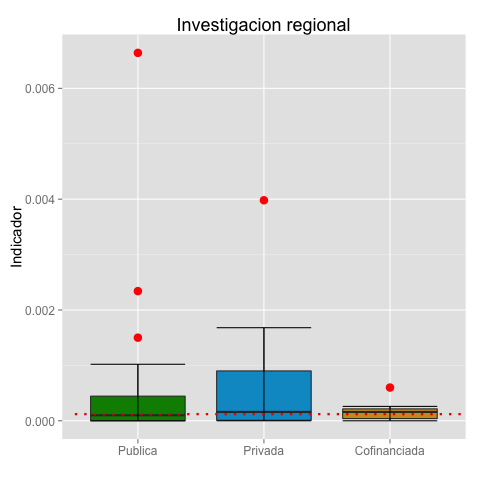 Investigacion regional
Indicador
0.006
0.004
0.002
0.000
Publica
Privada
Cofinanciada